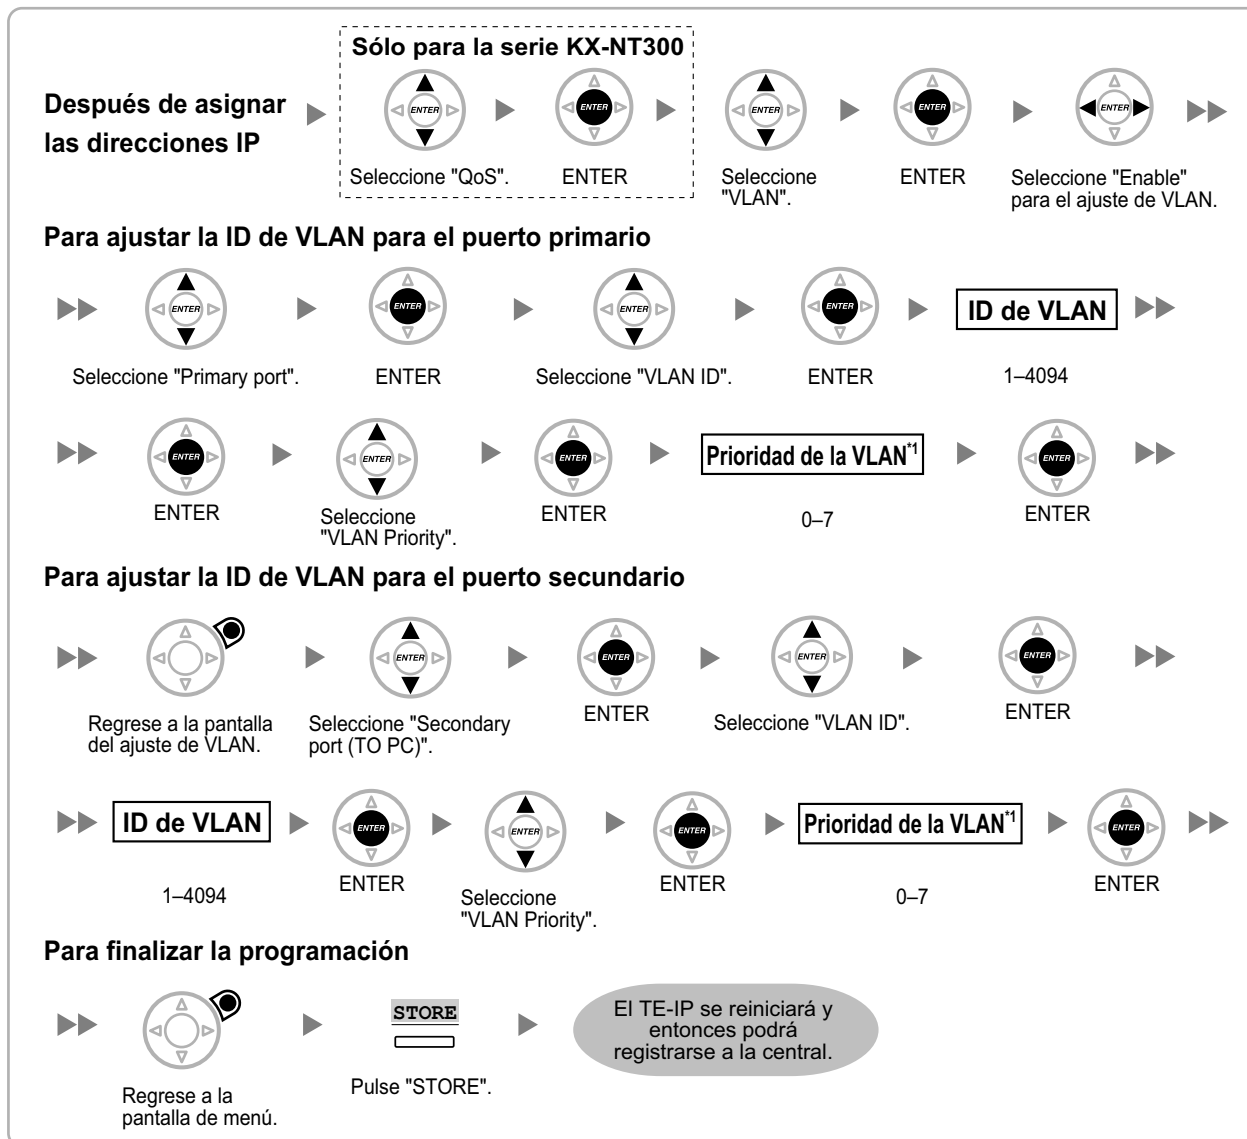 Sólo para la serie KX-NT300
Después de asignar
las direcciones IP
ENTER
ENTER
ENTER
ENTER
ENTER
Seleccione "QoS".
ENTER
Seleccione
"VLAN".
ENTER
Seleccione "Enable"
para el ajuste de VLAN.
Para ajustar la ID de VLAN para el puerto primario
ENTER
ENTER
ENTER
ENTER
ID de VLAN
Seleccione "Primary port".
ENTER
Seleccione "VLAN ID".
ENTER
1–4094
ENTER
ENTER
ENTER
Prioridad de la VLAN*1
ENTER
ENTER
Seleccione
"VLAN Priority".
ENTER
0–7
ENTER
Para ajustar la ID de VLAN para el puerto secundario
ENTER
ENTER
ENTER
ENTER
Regrese a la pantalla
del ajuste de VLAN.
Seleccione "Secondary
port (TO PC)".
ENTER
Seleccione "VLAN ID".
ENTER
ID de VLAN
ENTER
ENTER
ENTER
Prioridad de la VLAN*1
ENTER
1–4094
ENTER
Seleccione
"VLAN Priority".
ENTER
0–7
ENTER
Para finalizar la programación
STORE
El TE-IP se reiniciará y
entonces podrá
registrarse a la central.
Regrese a la
pantalla de menú.
Pulse "STORE".